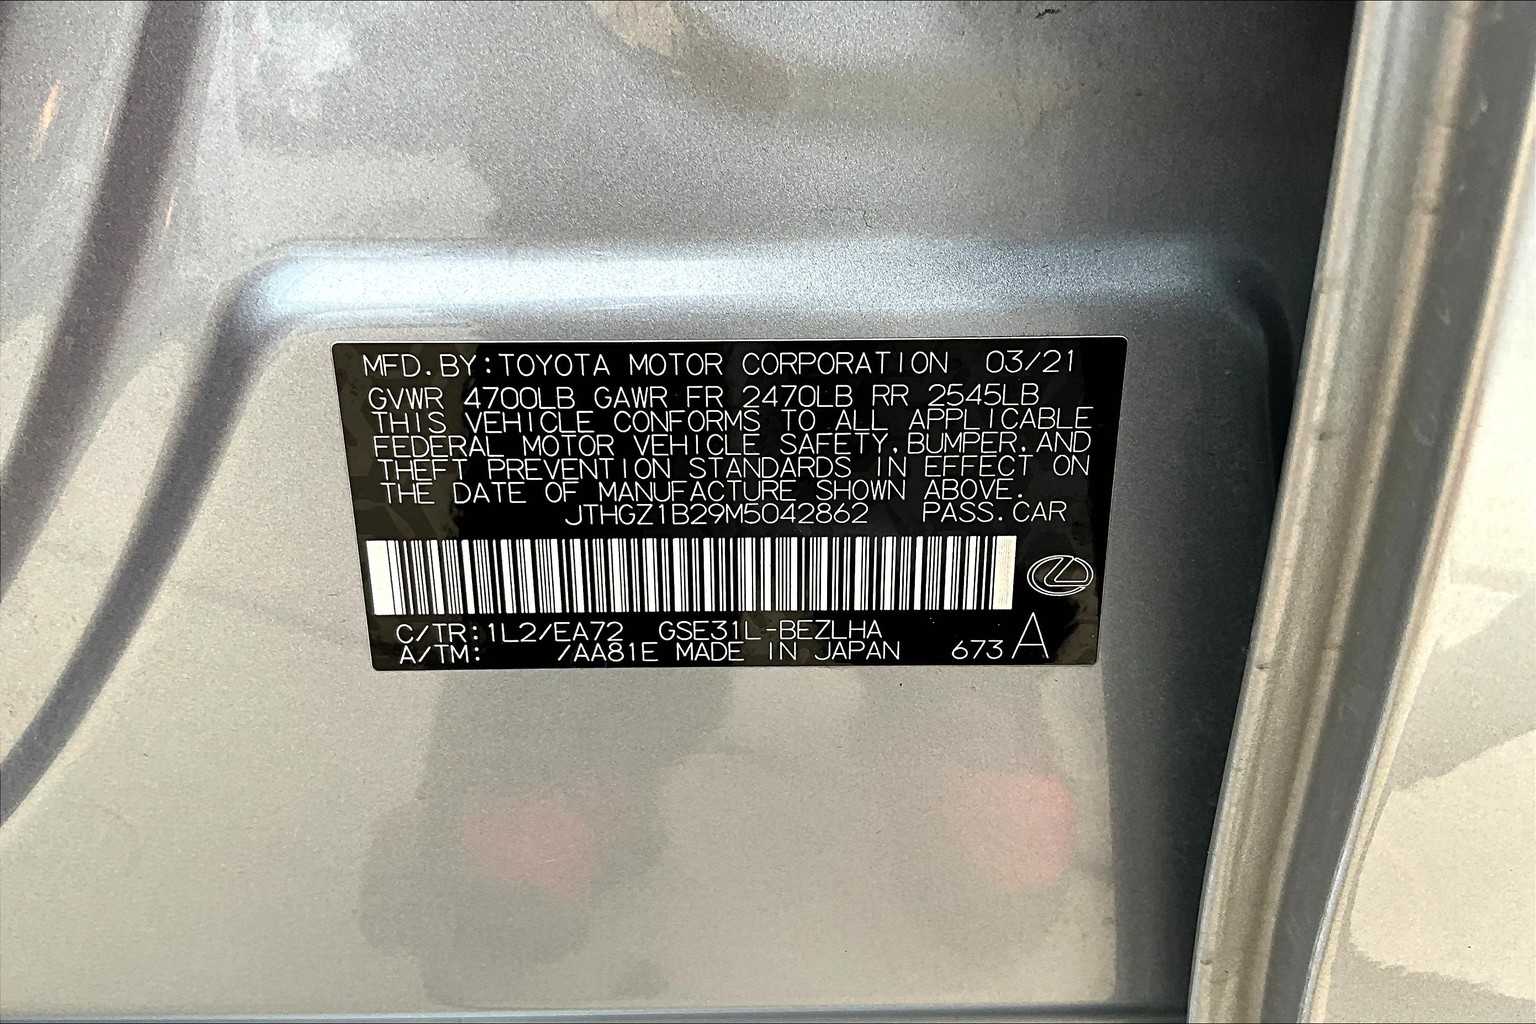 MFD.BY:TOYOTA MOTOR CORPORATION 03/21
GVWR 4700LB GAWR FR 2470LB RR 2545LB
THIS VEHICLE CONFORMS TO ALL APPLICABLE
FEDERAL MOTOR VEHICLE SAFETY,BUMPER,AND
THEFT PREVENTION STANDARDS IN EFFECT ON
THE DATE OF MANUFACTURE SHOWN ABOVE.
JTHGZ1B29M5042862 PASS.CAR
C/TR:1L2/EA72 GSE31L-BEZLHA
A/TM: /AA81E MADE IN JAPAN 673 A